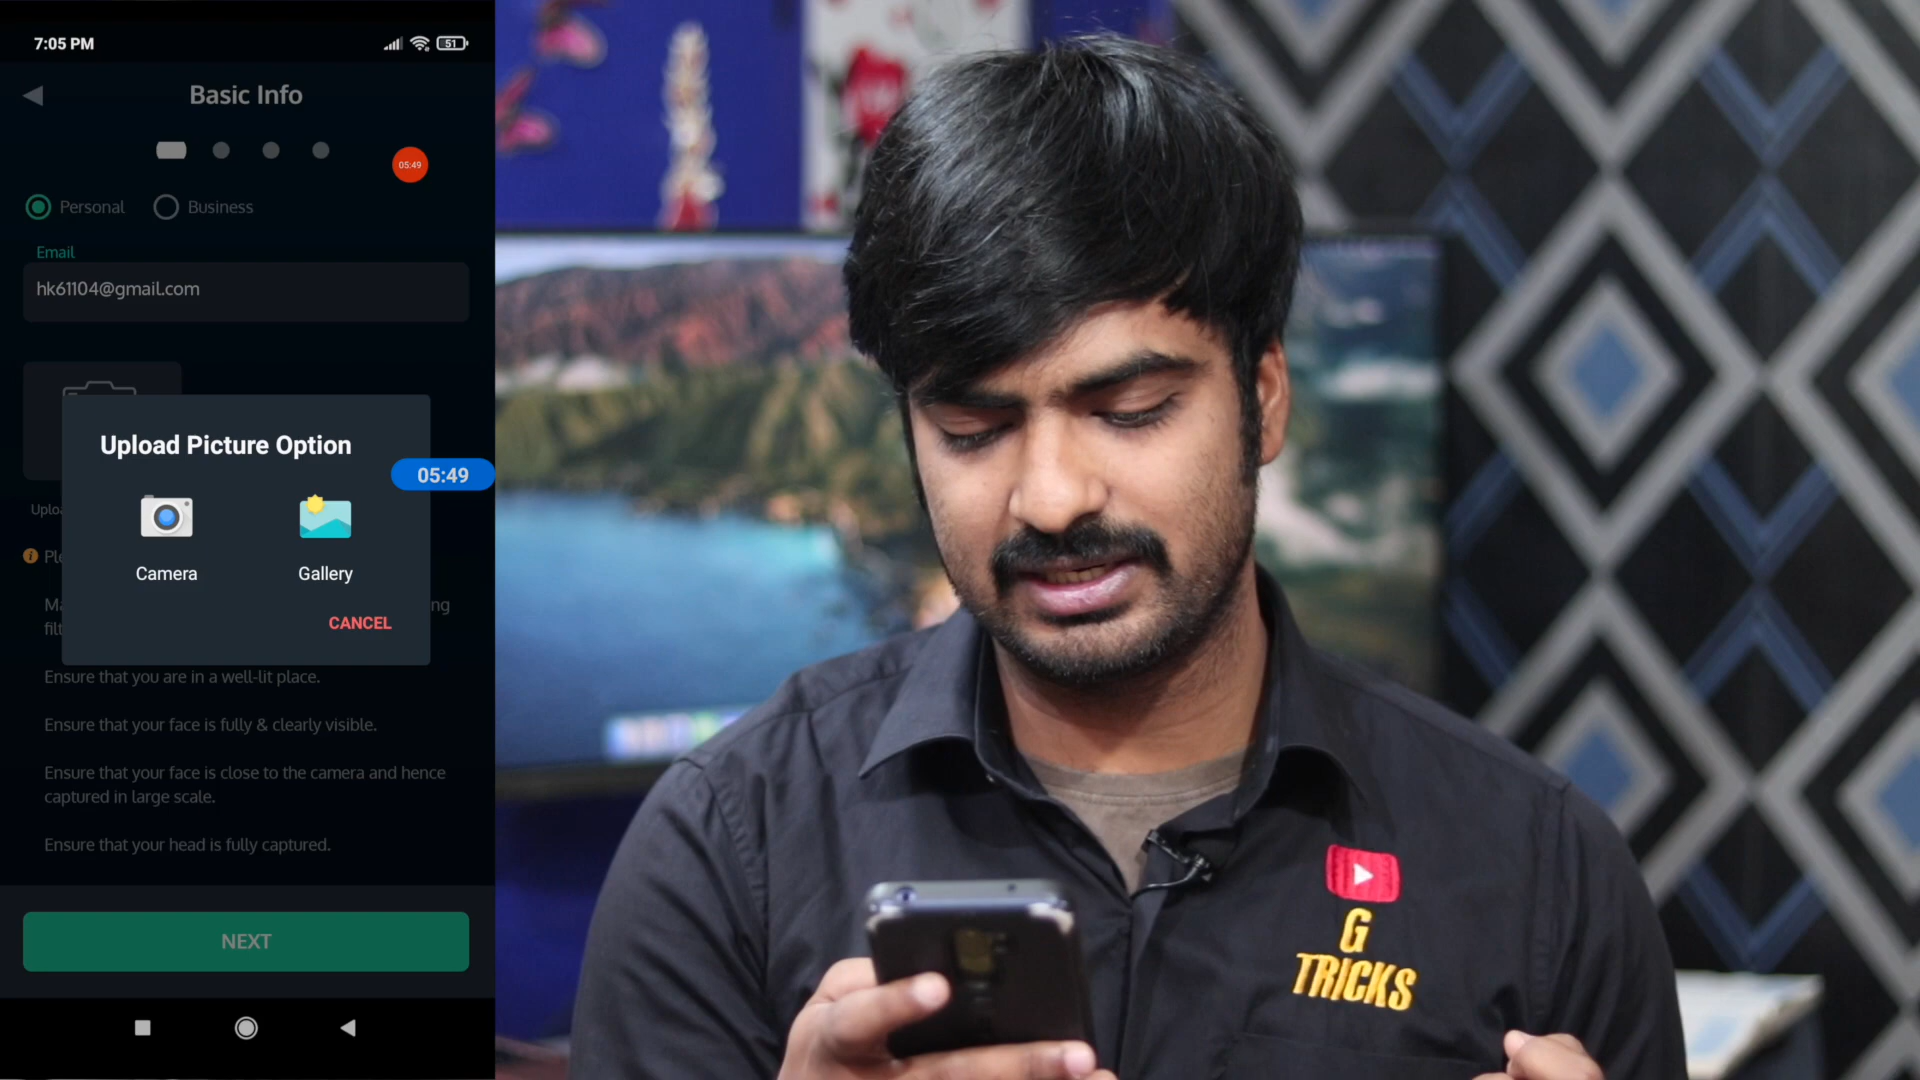 7:05 PM
51
Basic Info
05:49
Personal
Business
Email
hk61104@gmail.com
Upload Picture Option
05:49
Camera
Gallery
CANCEL
ng
Ensure that you are in a well-lit place.
Ensure that your face is fully & clearly visible.
Ensure that your face is close to the camera and hence
captured in large scale.
Ensure that your head is fully captured.
NEXT
G
TRICKS